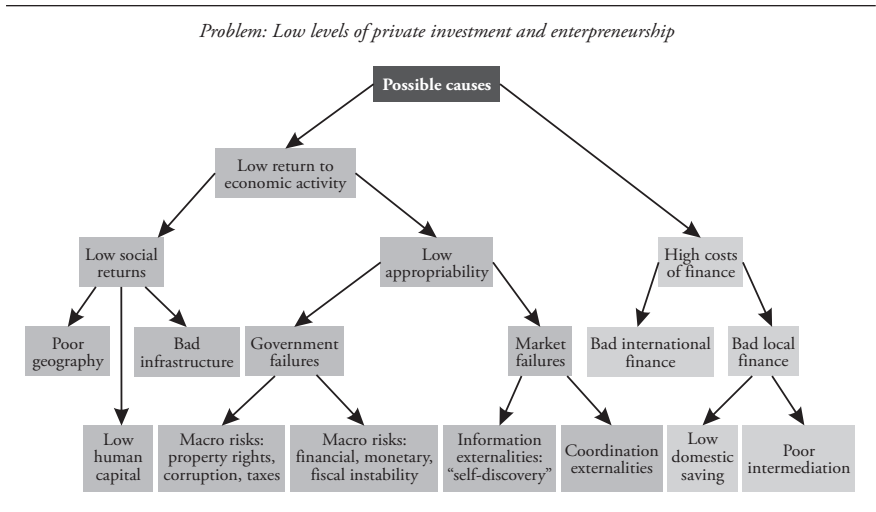 Problem: Low levels of private investment and enterpreneurship
Possible causes
Low return to
economic activity
Low social
returns
Low
appropriability
High costs
of finance
Poor
geography
Bad
infrastructure
Government
failures
Market
failures
Bad international
finance
Bad local
finance
Low
human
capital
Macro risks:
property rights,
corruption, taxes
Macro risks:
financial, monetary,
fiscal instability
Information
externalities:
“self-discovery”
Coordination
externalities
Low
domestic
saving
Poor
intermediation